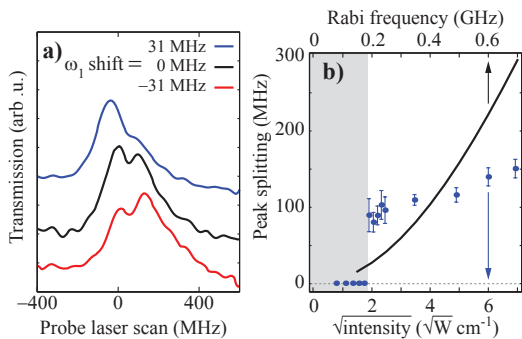 a)
31 MHz
ω₁ shift = 0 MHz
−31 MHz
Transmission (arb .u.)
−400 0 400
Probe laser scan (MHz)
Rabi frequency (GHz)
0 0.2 0.4 0.6
b)
Peak splitting (MHz)
300
200
100
0
0 2 4 6
√intensity (√W cm⁻¹)